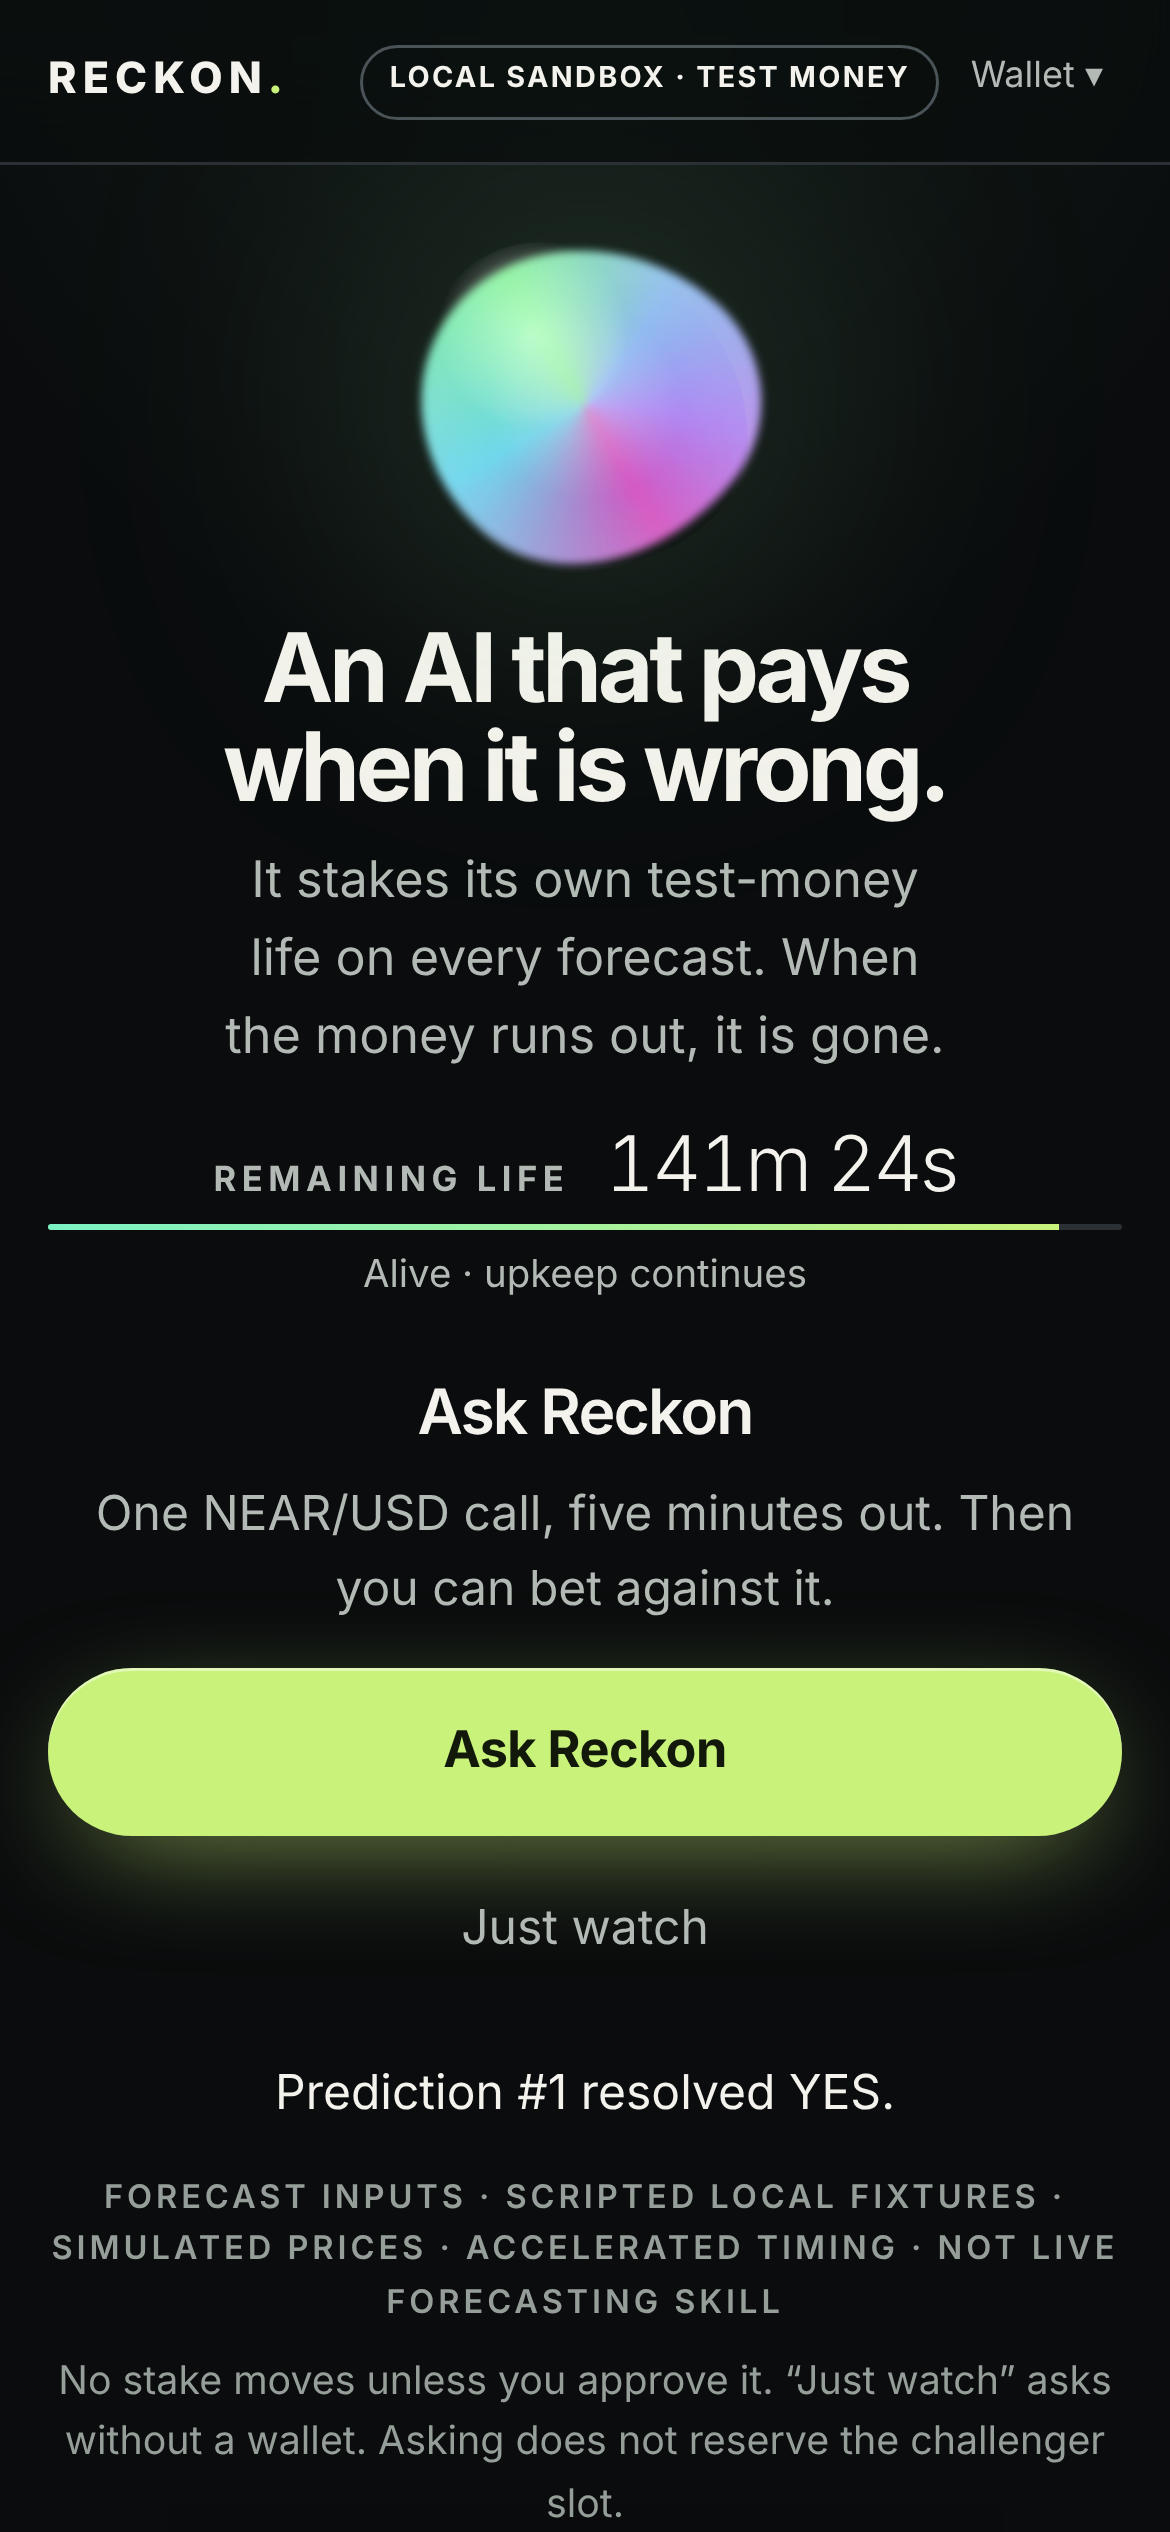 RECKON.
LOCAL SANDBOX · TEST MONEY
Wallet ▾
An AI that pays
when it is wrong.
It stakes its own test-money
life on every forecast. When
the money runs out, it is gone.
REMAINING LIFE 141m 24s
Alive · upkeep continues
Ask Reckon
One NEAR/USD call, five minutes out. Then
you can bet against it.
Ask Reckon
Just watch
Prediction #1 resolved YES.
FORECAST INPUTS · SCRIPTED LOCAL FIXTURES ·
SIMULATED PRICES · ACCELERATED TIMING · NOT LIVE
FORECASTING SKILL
No stake moves unless you approve it. “Just watch” asks
without a wallet. Asking does not reserve the challenger
slot.